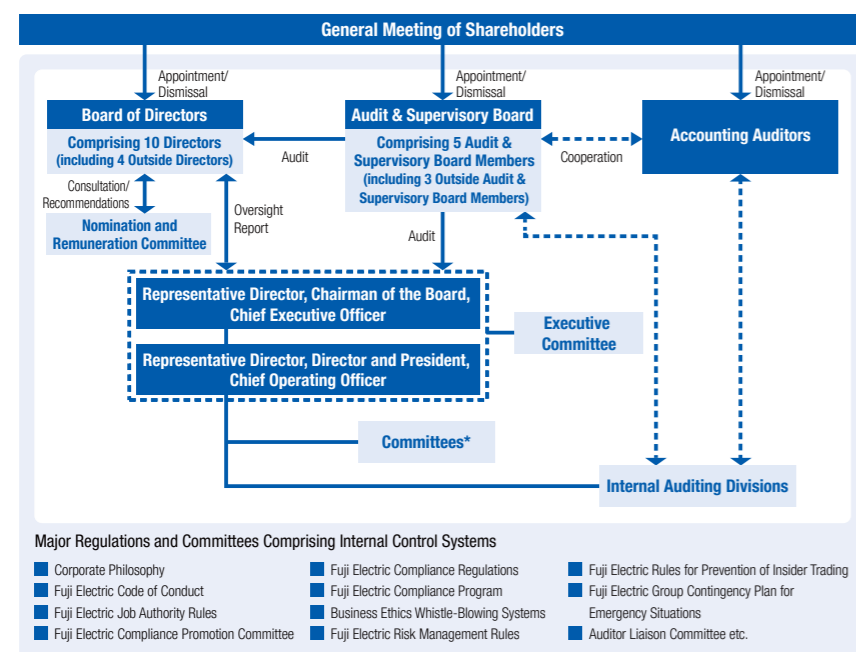 General Meeting of Shareholders
Appointment/
Dismissal
Appointment/
Dismissal
Appointment/
Dismissal
Board of Directors
Comprising 10 Directors
(including 4 Outside Directors)
Audit
Audit & Supervisory Board
Comprising 5 Audit &
Supervisory Board Members
(including 3 Outside Audit &
Supervisory Board Members)
Cooperation
Accounting Auditors
Consultation/
Recommendations
Nomination and
Remuneration Committee
Oversight
Report
Audit
Representative Director, Chairman of the Board,
Chief Executive Officer
Representative Director, Director and President,
Chief Operating Officer
Executive
Committee
Committees*
Internal Auditing Divisions
Major Regulations and Committees Comprising Internal Control Systems
Corporate Philosophy
Fuji Electric Code of Conduct
Fuji Electric Job Authority Rules
Fuji Electric Compliance Promotion Committee
Fuji Electric Compliance Regulations
Fuji Electric Compliance Program
Business Ethics Whistle-Blowing Systems
Fuji Electric Risk Management Rules
Fuji Electric Rules for Prevention of Insider Trading
Fuji Electric Group Contingency Plan for
Emergency Situations
Auditor Liaison Committee etc.